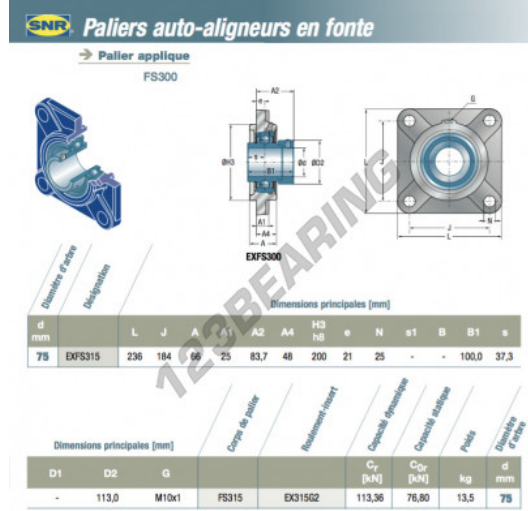 SNR Paliers auto-aligneurs en fonte
Palier applique
FS300
A2
e
G
ØH3
s
B1
Ød
ØD2
L
J
A1
A4
A
N
J
L
EXFS300
123BEARING
Diamètre d'arbre
Désignation
Dimensions principales [mm]
d mm L J A A1 A2 A4 H3 h8 e N s1 B B1 s
75 EXFS315 236 184 66 25 83,7 48 200 21 25 - - 100,0 37,3
Dimensions principales [mm]
Corps de palier
Roulement-insert
Capacité dynamique
Capacité statique
Poids
Diamètre d'arbre
D1 D2 G Cr [kN] C0r [kN] kg d mm
- 113,0 M10x1 FS315 EX315G2 113,36 76,80 13,5 75